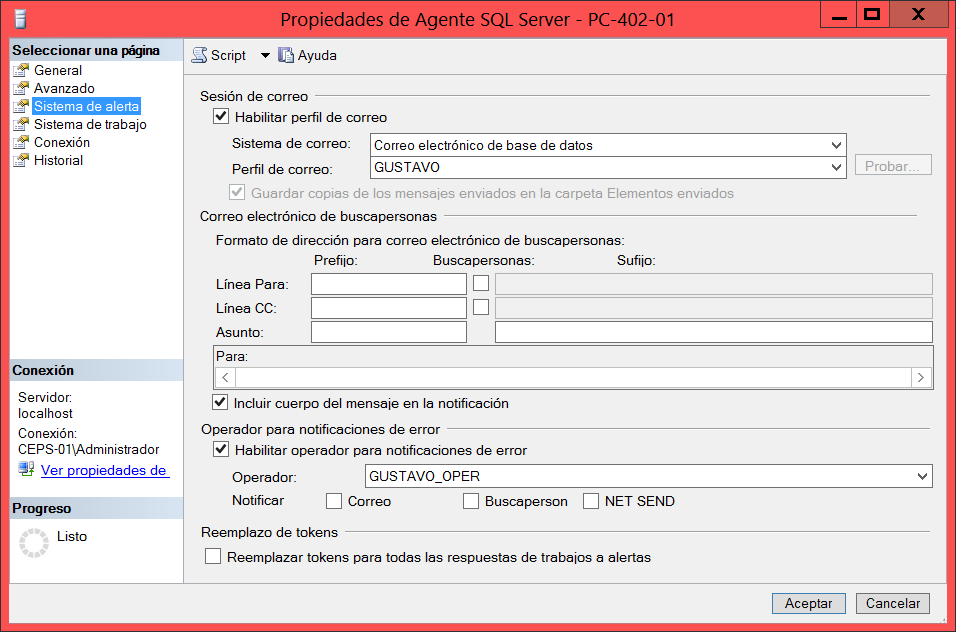 Propiedades de Agente SQL Server - PC-402-01
Seleccionar una página
General
Avanzado
Sistema de alerta
Sistema de trabajo
Conexión
Historial
Conexión
Servidor:
localhost
Conexión:
CEPS-01\Administrador
Ver propiedades de
Progreso
Listo
Script Ayuda
Sesión de correo
Habilitar perfil de correo
Sistema de correo: Correo electrónico de base de datos
Perfil de correo: GUSTAVO Probar...
Guardar copias de los mensajes enviados en la carpeta Elementos enviados
Correo electrónico de buscapersonas
Formato de dirección para correo electrónico de buscapersonas:
Prefijo: Buscapersonas: Sufijo:
Línea Para:
Línea CC:
Asunto:
Para:
Incluir cuerpo del mensaje en la notificación
Operador para notificaciones de error
Habilitar operador para notificaciones de error
Operador: GUSTAVO_OPER
Notificar Correo Buscaperson NET SEND
Reemplazo de tokens
Reemplazar tokens para todas las respuestas de trabajos a alertas
Aceptar Cancelar